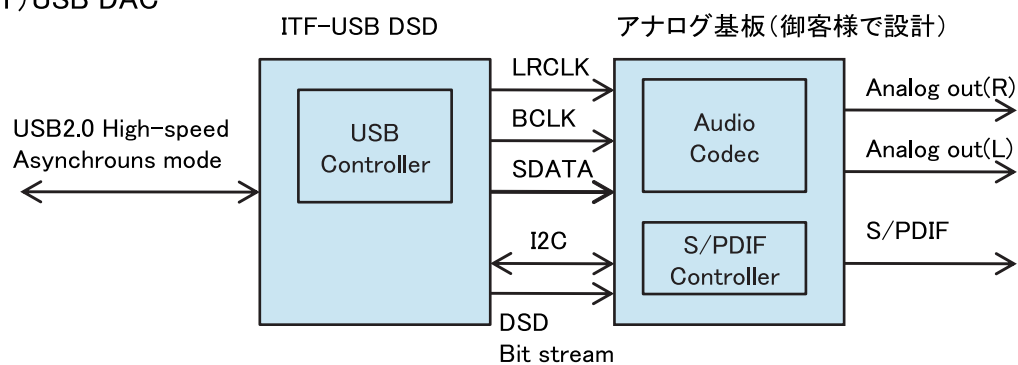 )USB DAC
ITF-USB DSD
アナログ基板(御客様で設計)
USB2.0 High-speed
Asynchrouns mode
USB
Controller
LRCLK
BCLK
SDATA
I2C
DSD
Bit stream
Audio
Codec
S/PDIF
Controller
Analog out(R)
Analog out(L)
S/PDIF